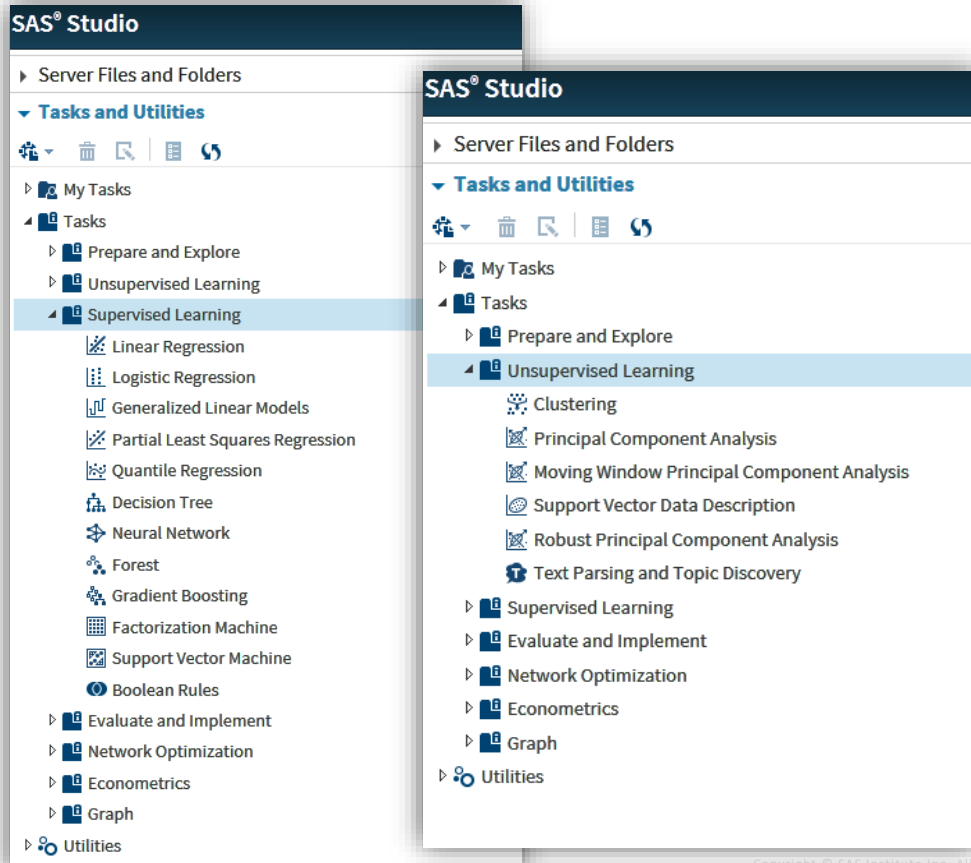 SAS® Studio
Server Files and Folders
Tasks and Utilities
My Tasks
Tasks
Prepare and Explore
Unsupervised Learning
Supervised Learning
Linear Regression
Logistic Regression
Generalized Linear Models
Partial Least Squares Regression
Quantile Regression
Decision Tree
Neural Network
Forest
Gradient Boosting
Factorization Machine
Support Vector Machine
Boolean Rules
Evaluate and Implement
Network Optimization
Econometrics
Graph
Utilities
SAS® Studio
Server Files and Folders
Tasks and Utilities
My Tasks
Tasks
Prepare and Explore
Unsupervised Learning
Clustering
Principal Component Analysis
Moving Window Principal Component Analysis
Support Vector Data Description
Robust Principal Component Analysis
Text Parsing and Topic Discovery
Supervised Learning
Evaluate and Implement
Network Optimization
Econometrics
Graph
Utilities